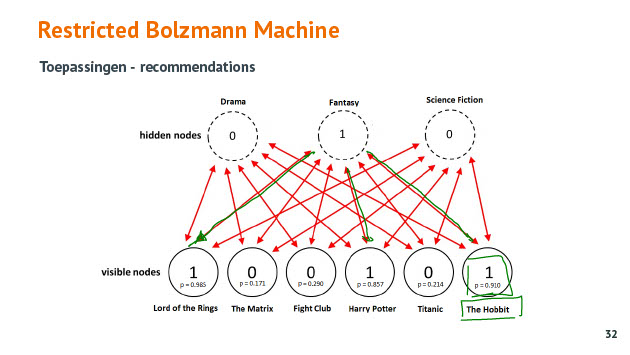 Restricted Bolzmann Machine
Toepassingen - recommendations
Drama
Fantasy
Science Fiction
hidden nodes
0
1
0
visible nodes
1
0
0
1
0
1
p = 0.985
p = 0.171
p = 0.290
p = 0.857
p = 0.214
p = 0.910
Lord of the Rings
The Matrix
Fight Club
Harry Potter
Titanic
The Hobbit
32